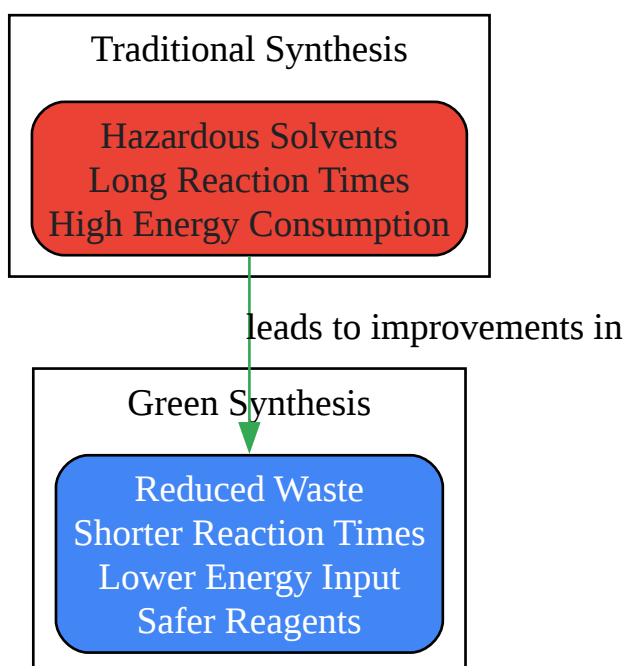 Traditional Synthesis
Hazardous Solvents
Long Reaction Times
High Energy Consumption
leads to improvements in
Green Synthesis
Reduced Waste
Shorter Reaction Times
Lower Energy Input
Safer Reagents